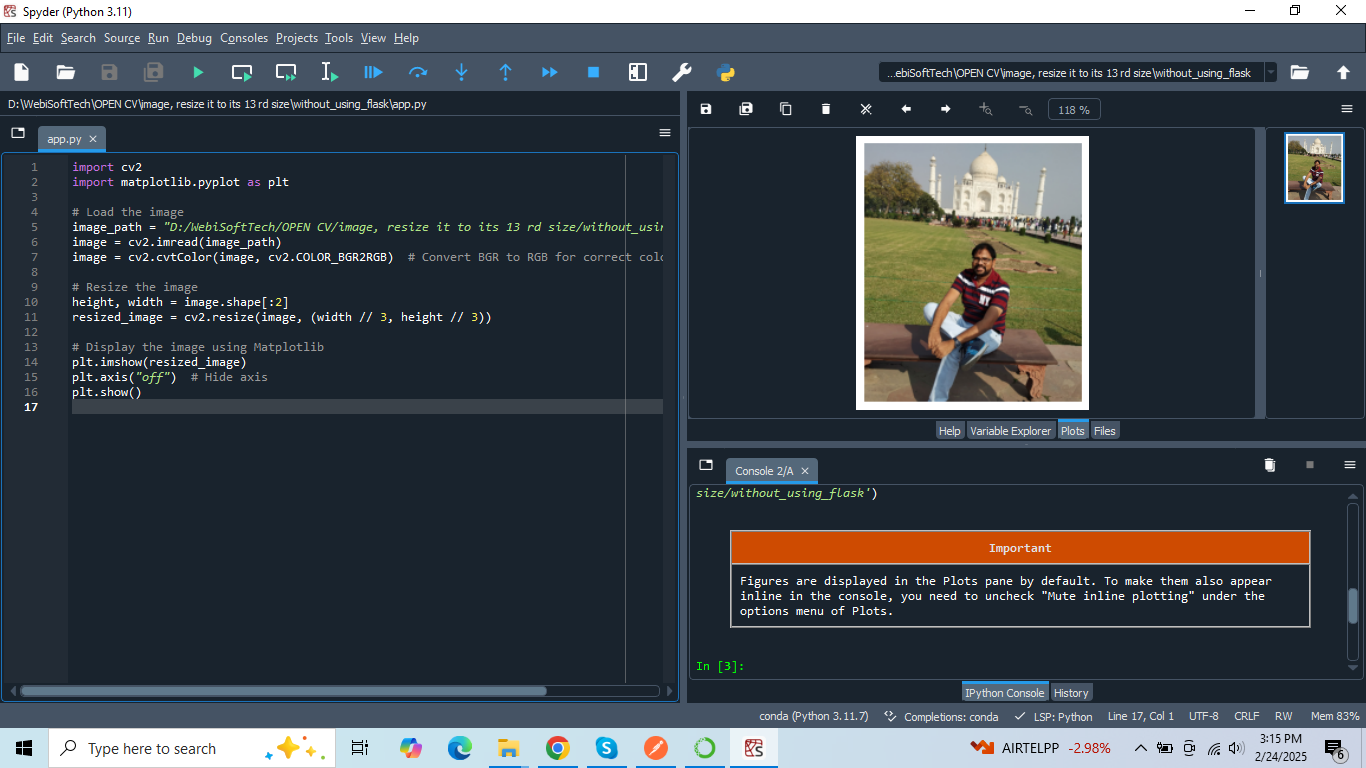 Spyder (Python 3.11)
File Edit Search Source Run Debug Consoles Projects Tools View Help
...ebiSoftTech\OPEN CV\image, resize it to its 13 rd size\without_using_flask
D:\WebiSoftTech\OPEN CV\image, resize it to its 13 rd size\without_using_flask\app.py
app.py
1 import cv2
2 import matplotlib.pyplot as plt
3
4 # Load the image
5 image_path = "D:/WebiSoftTech/OPEN CV/image, resize it to its 13 rd size/without_usin
6 image = cv2.imread(image_path)
7 image = cv2.cvtColor(image, cv2.COLOR_BGR2RGB)  # Convert BGR to RGB for correct colo
8
9 # Resize the image
10 height, width = image.shape[:2]
11 resized_image = cv2.resize(image, (width // 3, height // 3))
12
13 # Display the image using Matplotlib
14 plt.imshow(resized_image)
15 plt.axis("off")  # Hide axis
16 plt.show()
17
118 %
Help Variable Explorer Plots Files
Console 2/A
size/without_using_flask')
Important
Figures are displayed in the Plots pane by default. To make them also appear
inline in the console, you need to uncheck "Mute inline plotting" under the
options menu of Plots.
In [3]:
IPython Console History
conda (Python 3.11.7) Completions: conda LSP: Python Line 17, Col 1 UTF-8 CRLF RW Mem 83%
Type here to search
AIRTELPP -2.98%
3:15 PM
2/24/2025
6